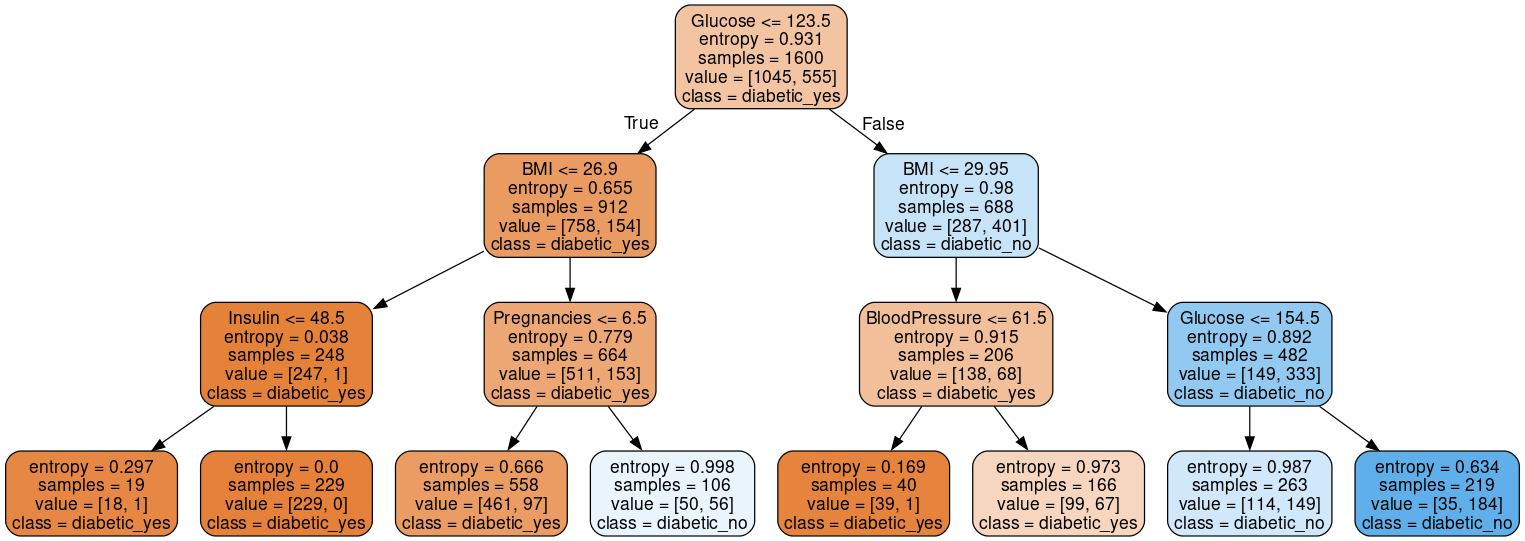 Glucose <= 123.5
entropy = 0.931
samples = 1600
value = [1045, 555]
class = diabetic_yes
True
False
BMI <= 26.9
entropy = 0.655
samples = 912
value = [758, 154]
class = diabetic_yes
BMI <= 29.95
entropy = 0.98
samples = 688
value = [287, 401]
class = diabetic_no
Insulin <= 48.5
entropy = 0.038
samples = 248
value = [247, 1]
class = diabetic_yes
Pregnancies <= 6.5
entropy = 0.779
samples = 664
value = [511, 153]
class = diabetic_yes
BloodPressure <= 61.5
entropy = 0.915
samples = 206
value = [138, 68]
class = diabetic_yes
Glucose <= 154.5
entropy = 0.892
samples = 482
value = [149, 333]
class = diabetic_no
entropy = 0.297
samples = 19
value = [18, 1]
class = diabetic_yes
entropy = 0.0
samples = 229
value = [229, 0]
class = diabetic_yes
entropy = 0.666
samples = 558
value = [461, 97]
class = diabetic_yes
entropy = 0.998
samples = 106
value = [50, 56]
class = diabetic_no
entropy = 0.169
samples = 40
value = [39, 1]
class = diabetic_yes
entropy = 0.973
samples = 166
value = [99, 67]
class = diabetic_yes
entropy = 0.987
samples = 263
value = [114, 149]
class = diabetic_no
entropy = 0.634
samples = 219
value = [35, 184]
class = diabetic_no